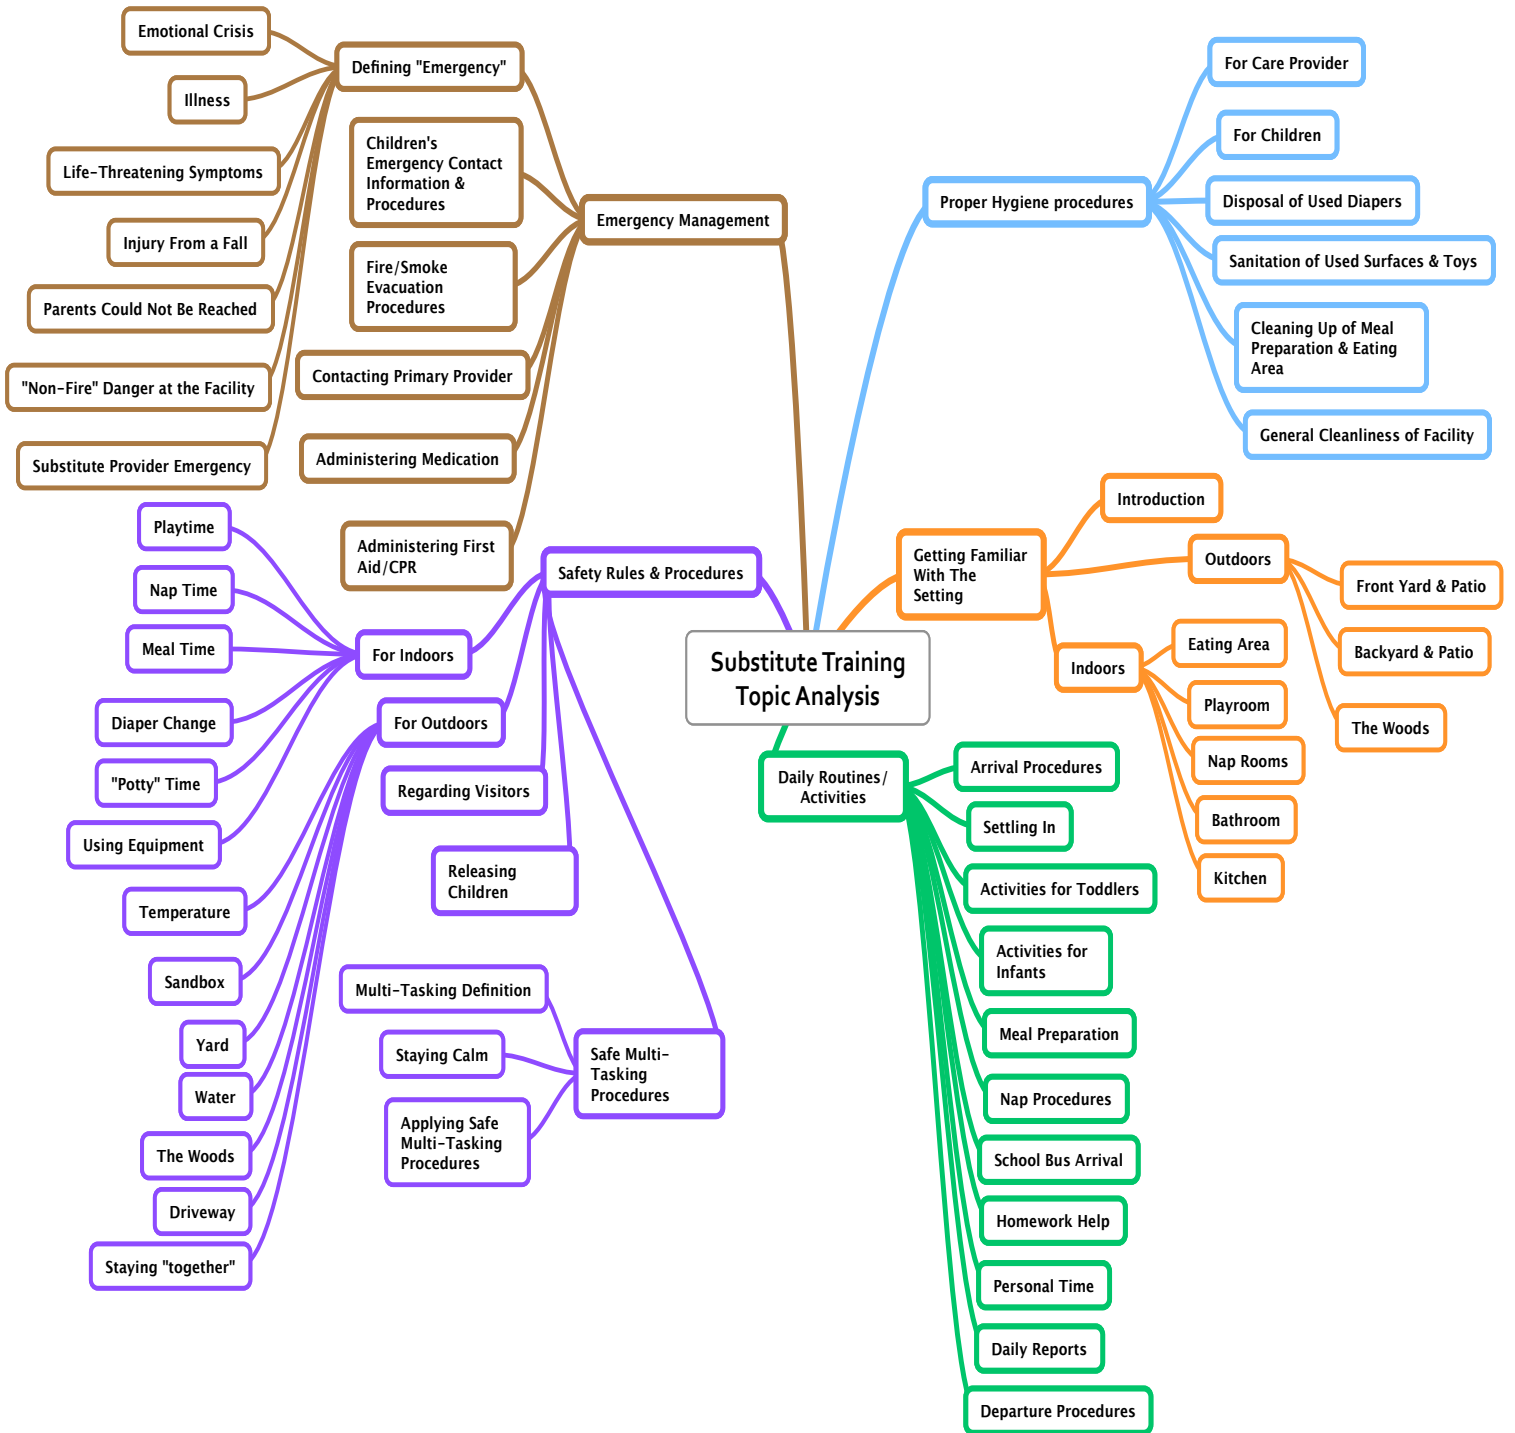 Substitute Training
Topic Analysis
Emergency Management
Defining "Emergency"
Emotional Crisis
Illness
Life-Threatening Symptoms
Injury From a Fall
Parents Could Not Be Reached
"Non-Fire" Danger at the Facility
Substitute Provider Emergency
Children's
Emergency Contact
Information &
Procedures
Fire/Smoke
Evacuation
Procedures
Contacting Primary Provider
Administering Medication
Administering First
Aid/CPR
Safety Rules & Procedures
For Indoors
Playtime
Nap Time
Meal Time
Diaper Change
"Potty" Time
Using Equipment
For Outdoors
Temperature
Sandbox
Yard
Water
The Woods
Driveway
Staying "together"
Regarding Visitors
Releasing
Children
Safe Multi-
Tasking
Procedures
Multi-Tasking Definition
Staying Calm
Applying Safe
Multi-Tasking
Procedures
Proper Hygiene procedures
For Care Provider
For Children
Disposal of Used Diapers
Sanitation of Used Surfaces & Toys
Cleaning Up of Meal
Preparation & Eating
Area
General Cleanliness of Facility
Getting Familiar
With The
Setting
Introduction
Outdoors
Front Yard & Patio
Backyard & Patio
The Woods
Indoors
Eating Area
Playroom
Nap Rooms
Bathroom
Kitchen
Daily Routines/
Activities
Arrival Procedures
Settling In
Activities for Toddlers
Activities for
Infants
Meal Preparation
Nap Procedures
School Bus Arrival
Homework Help
Personal Time
Daily Reports
Departure Procedures